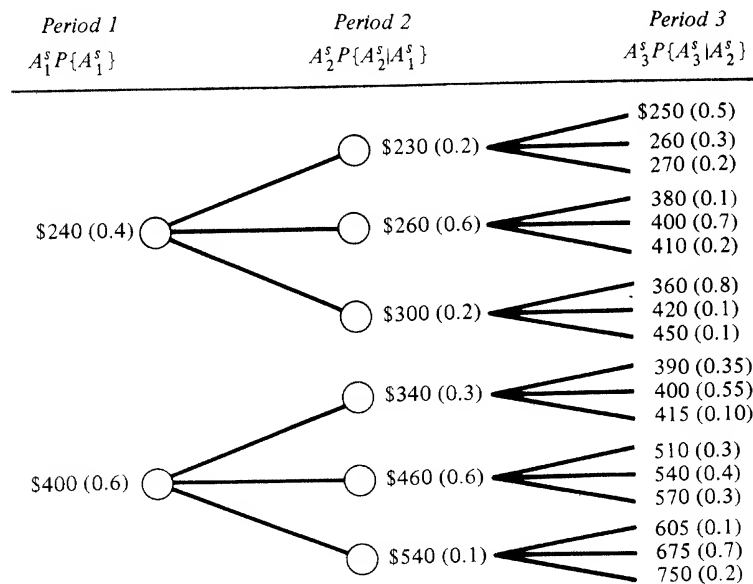 Period 1 Period 2 Period 3
A₁ˢ P{A₁ˢ} A₂ˢ P{A₂ˢ|A₁ˢ} A₃ˢ P{A₃ˢ|A₂ˢ}
$250 (0.5)
$230 (0.2) 260 (0.3)
270 (0.2)
380 (0.1)
$240 (0.4) $260 (0.6) 400 (0.7)
410 (0.2)
360 (0.8)
$300 (0.2) 420 (0.1)
450 (0.1)
390 (0.35)
$340 (0.3) 400 (0.55)
415 (0.10)
510 (0.3)
$400 (0.6) $460 (0.6) 540 (0.4)
570 (0.3)
605 (0.1)
$540 (0.1) 675 (0.7)
750 (0.2)